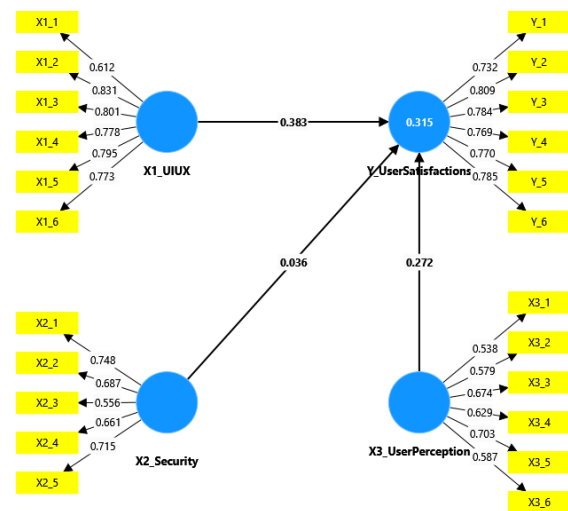 X1_1
X1_2
X1_3
X1_4
X1_5
X1_6
0.612
0.831
0.801
0.778
0.795
0.773
X1_UIUX
0.383
Y_1
Y_2
Y_3
Y_4
Y_5
Y_6
0.732
0.809
0.784
0.769
0.770
0.785
0.315
Y_UserSatisfactions
0.036
0.272
X2_1
X2_2
X2_3
X2_4
X2_5
0.748
0.687
0.556
0.661
0.715
X2_Security
X3_1
X3_2
X3_3
X3_4
X3_5
X3_6
0.538
0.579
0.674
0.629
0.703
0.587
X3_UserPerception